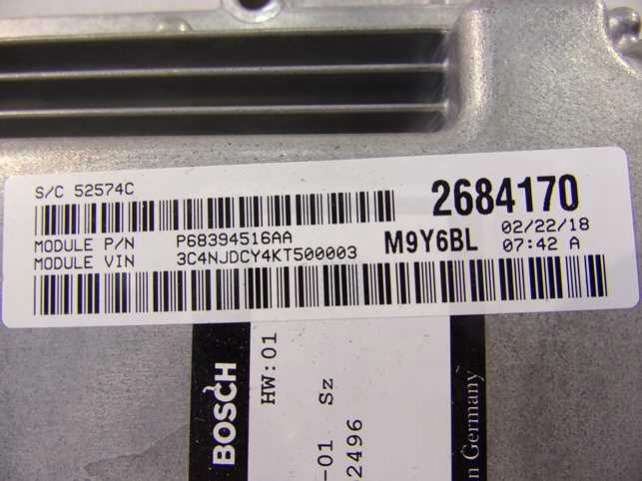 S/C 52574C
2684170
MODULE P/N P68394516AA
MODULE VIN 3C4NJDCY4KT500003
M9Y6BL
02/22/18
07:42 A
BOSCH
HW:01
-01 Sz
2496
Germany